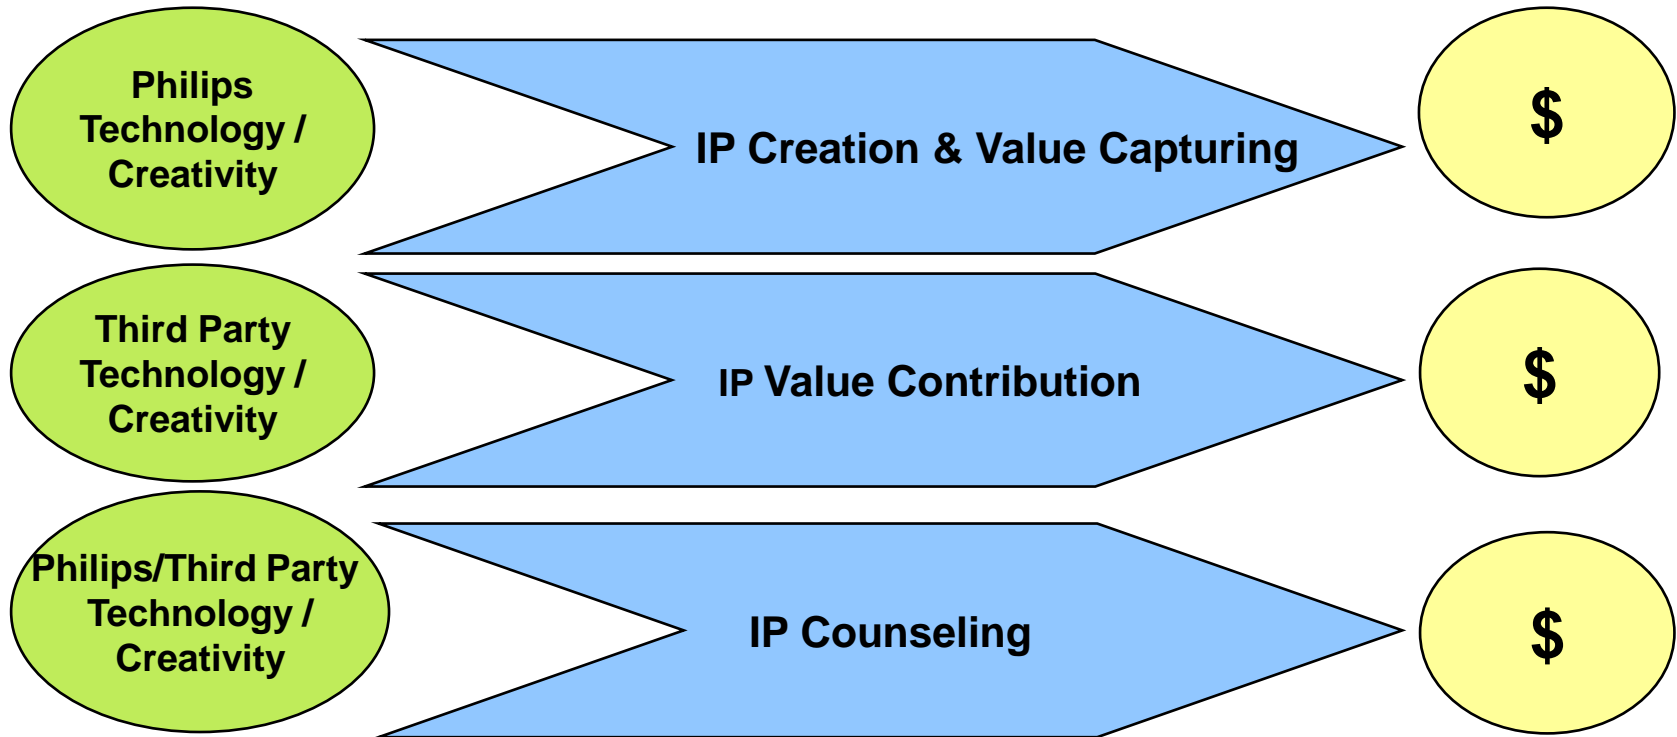 Philips
Technology /
Creativity
IP Creation & Value Capturing
$
Third Party
Technology /
Creativity
IP Value Contribution
$
Philips/Third Party
Technology /
Creativity
IP Counseling
$